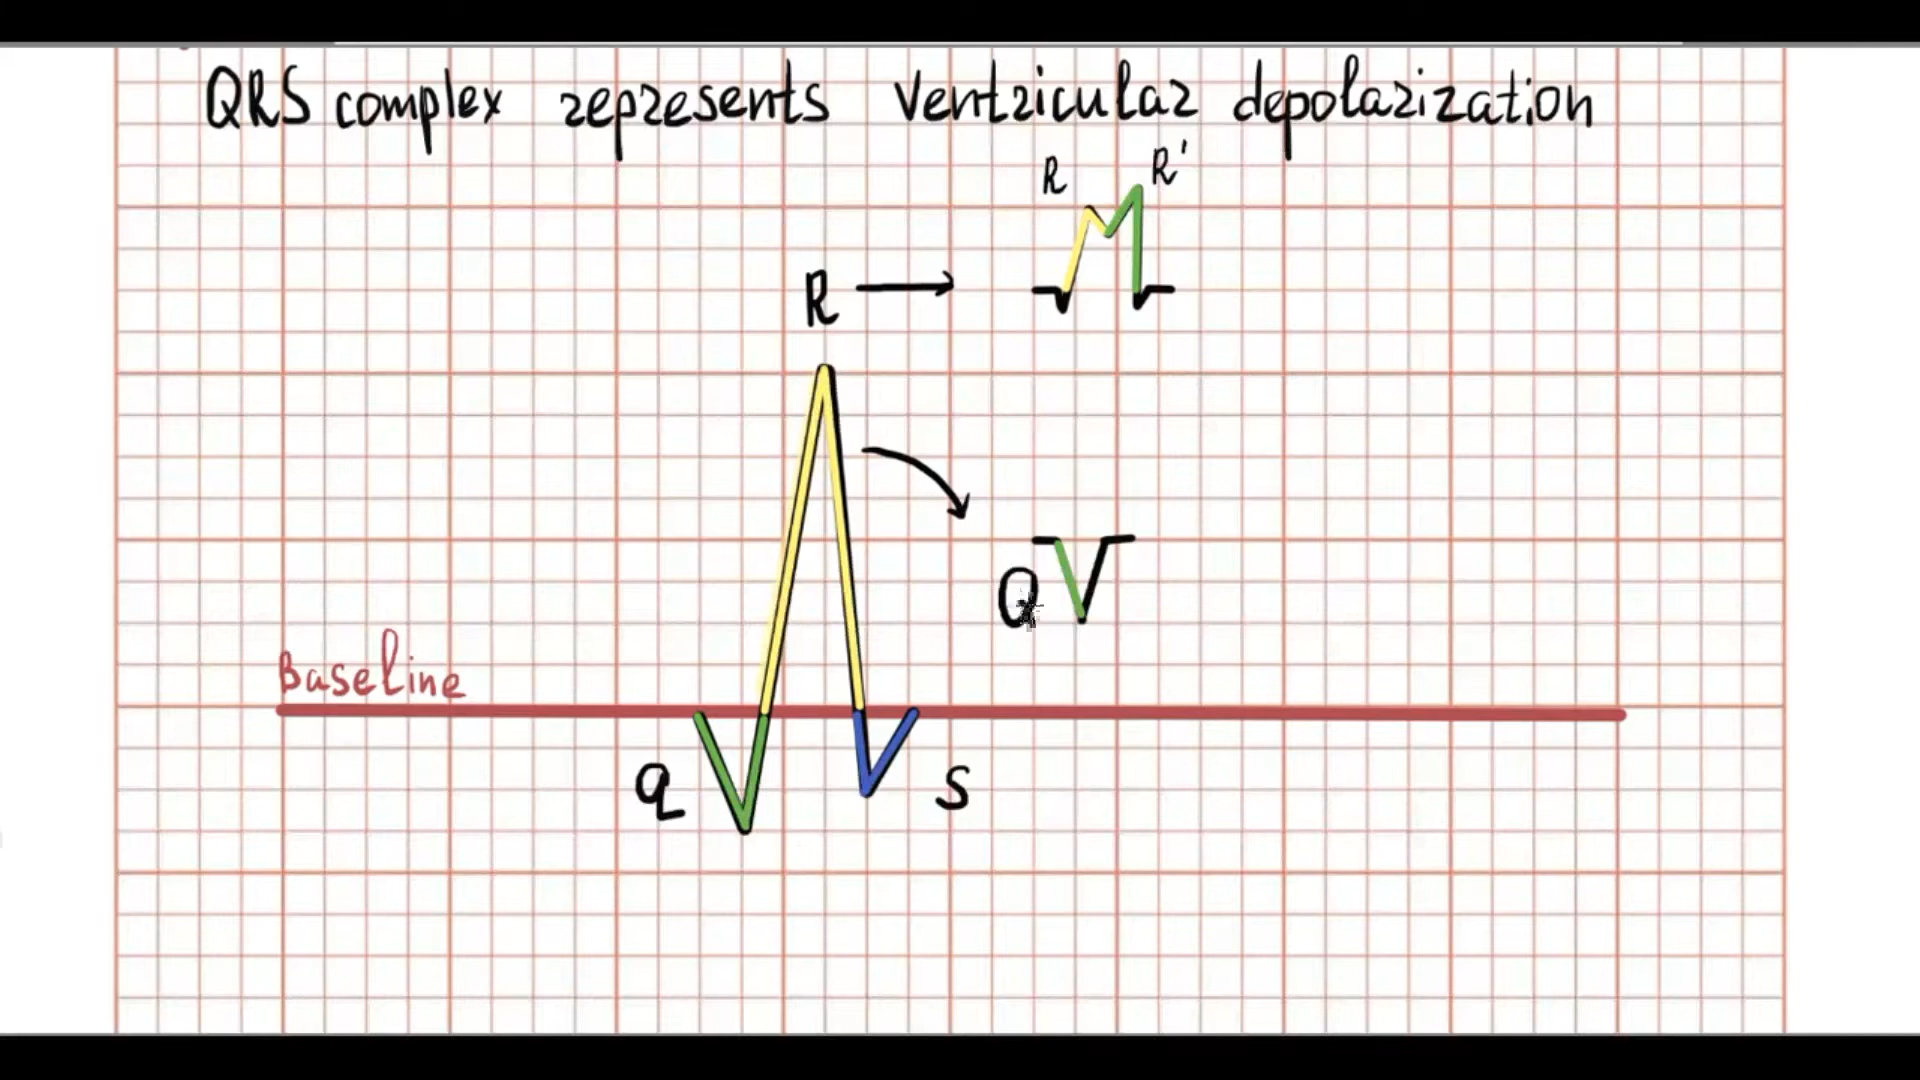 QRS complex represents Ventricular depolarization
R R'
R
Q
Baseline
q s